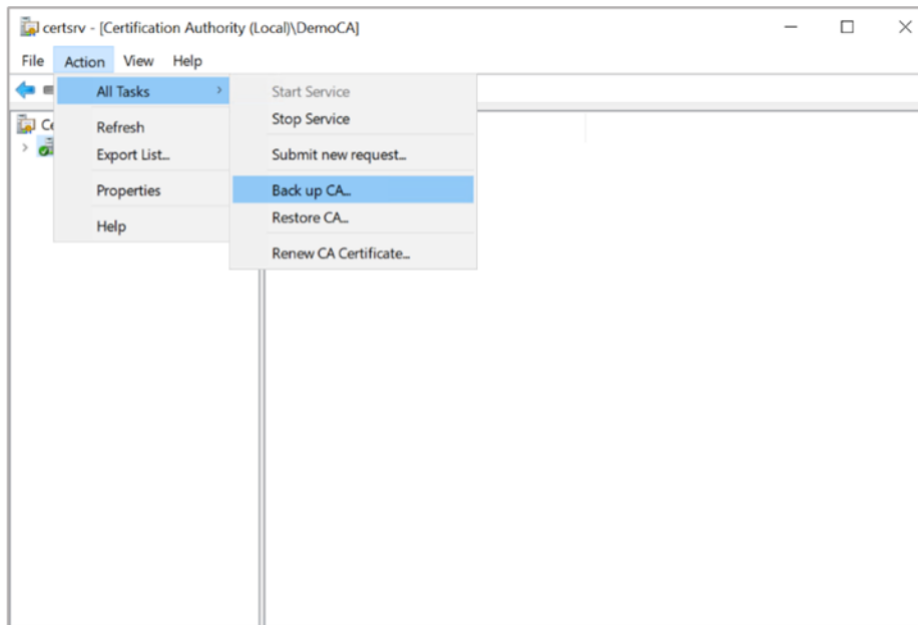 certsrv - [Certification Authority (Local)\DemoCA]
File Action View Help
All Tasks
Refresh
Export List...
Properties
Help
Start Service
Stop Service
Submit new request...
Back up CA...
Restore CA...
Renew CA Certificate...